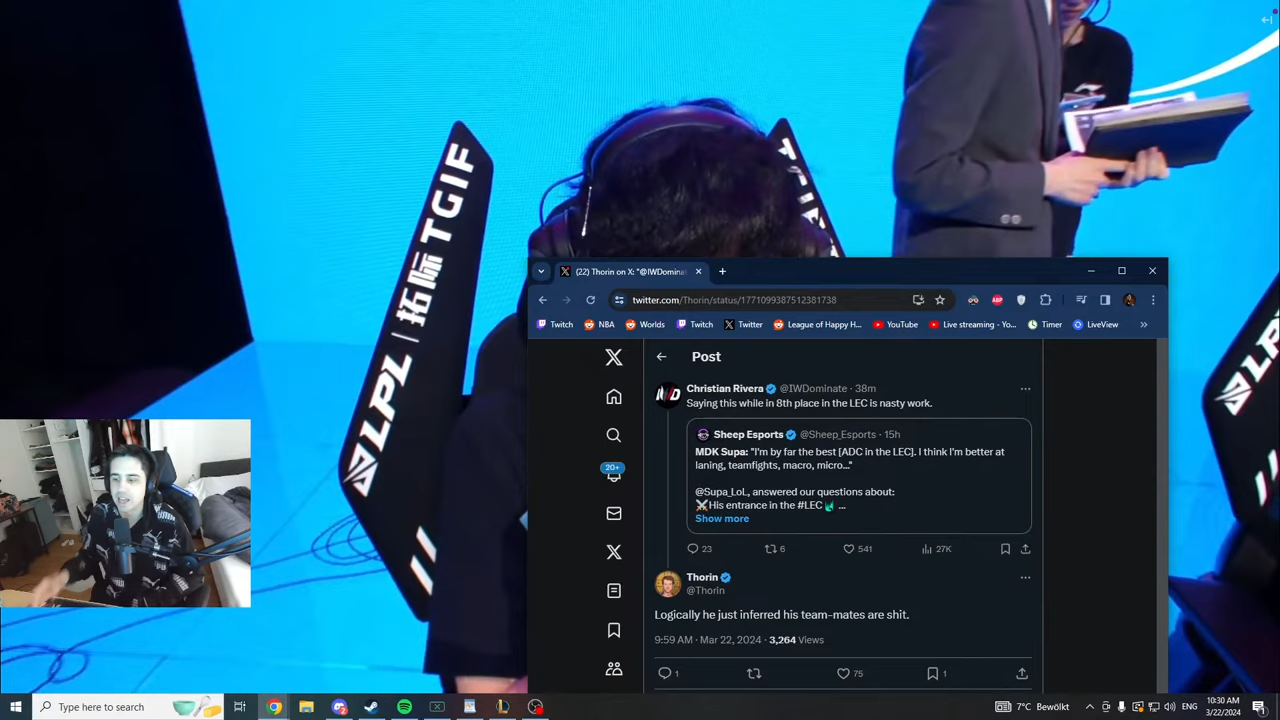 LPL | 拓际 TGIF
(22) Thorin on X: "@IWDomina
twitter.com/Thorin/status/1771099387512381738
Twitch
NBA
Worlds
Twitch
Twitter
League of Happy H...
YouTube
Live streaming - Yo...
Timer
LiveView
»
Post
Christian Rivera @IWDominate · 38m
Saying this while in 8th place in the LEC is nasty work.
Sheep Esports @Sheep_Esports · 15h
MDK Supa: "I'm by far the best [ADC in the LEC]. I think I'm better at
laning, teamfights, macro, micro..."
@Supa_LoL, answered our questions about:
His entrance in the #LEC ...
Show more
23 6 541 27K
20+
Thorin
@Thorin
Logically he just inferred his team-mates are shit.
9:59 AM · Mar 22, 2024 · 3,264 Views
1 75 1
LPL
Type here to search
7°C Bewölkt
ENG
10:30 AM
3/22/2024